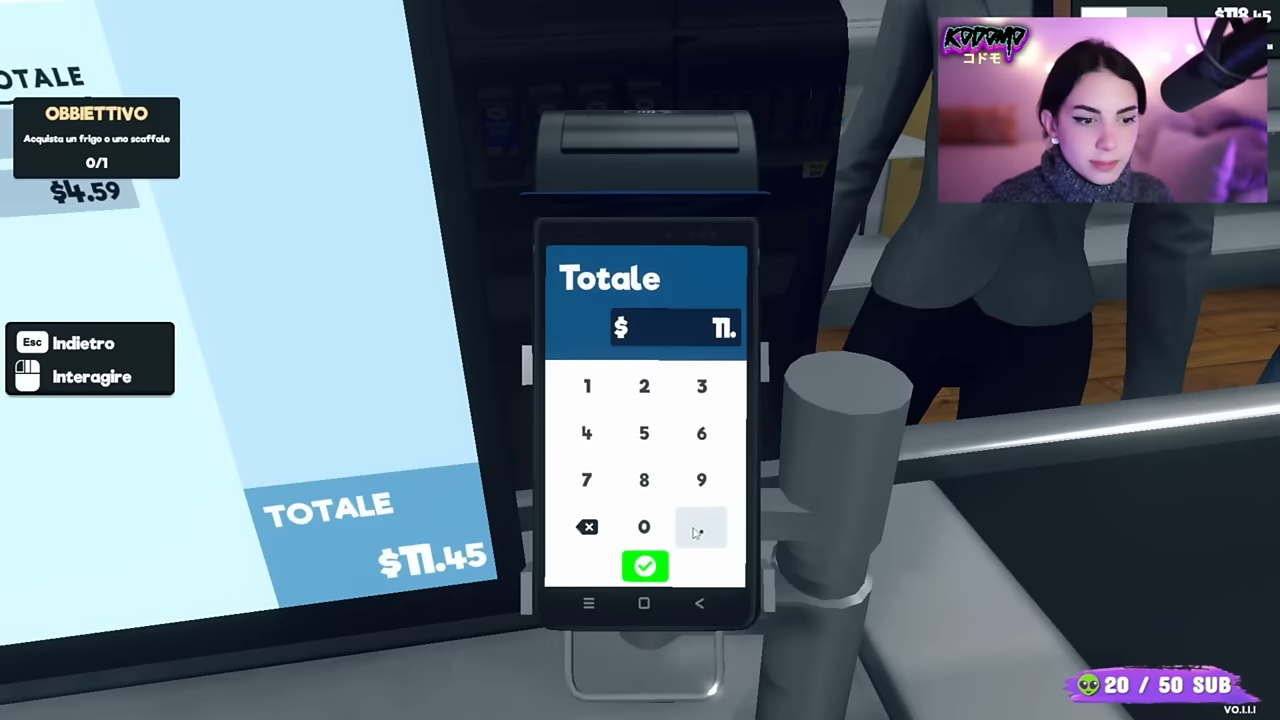 OTALE
OBBIETTIVO
Acquista un frigo o uno scaffale
0/1
$4.59
Esc Indietro
Interagire
TOTALE
$11.45
Totale
$ 11.
1 2 3
4 5 6
7 8 9
0 .
KODOMO
コドモ
20 / 50 SUB
V0.1.1.1